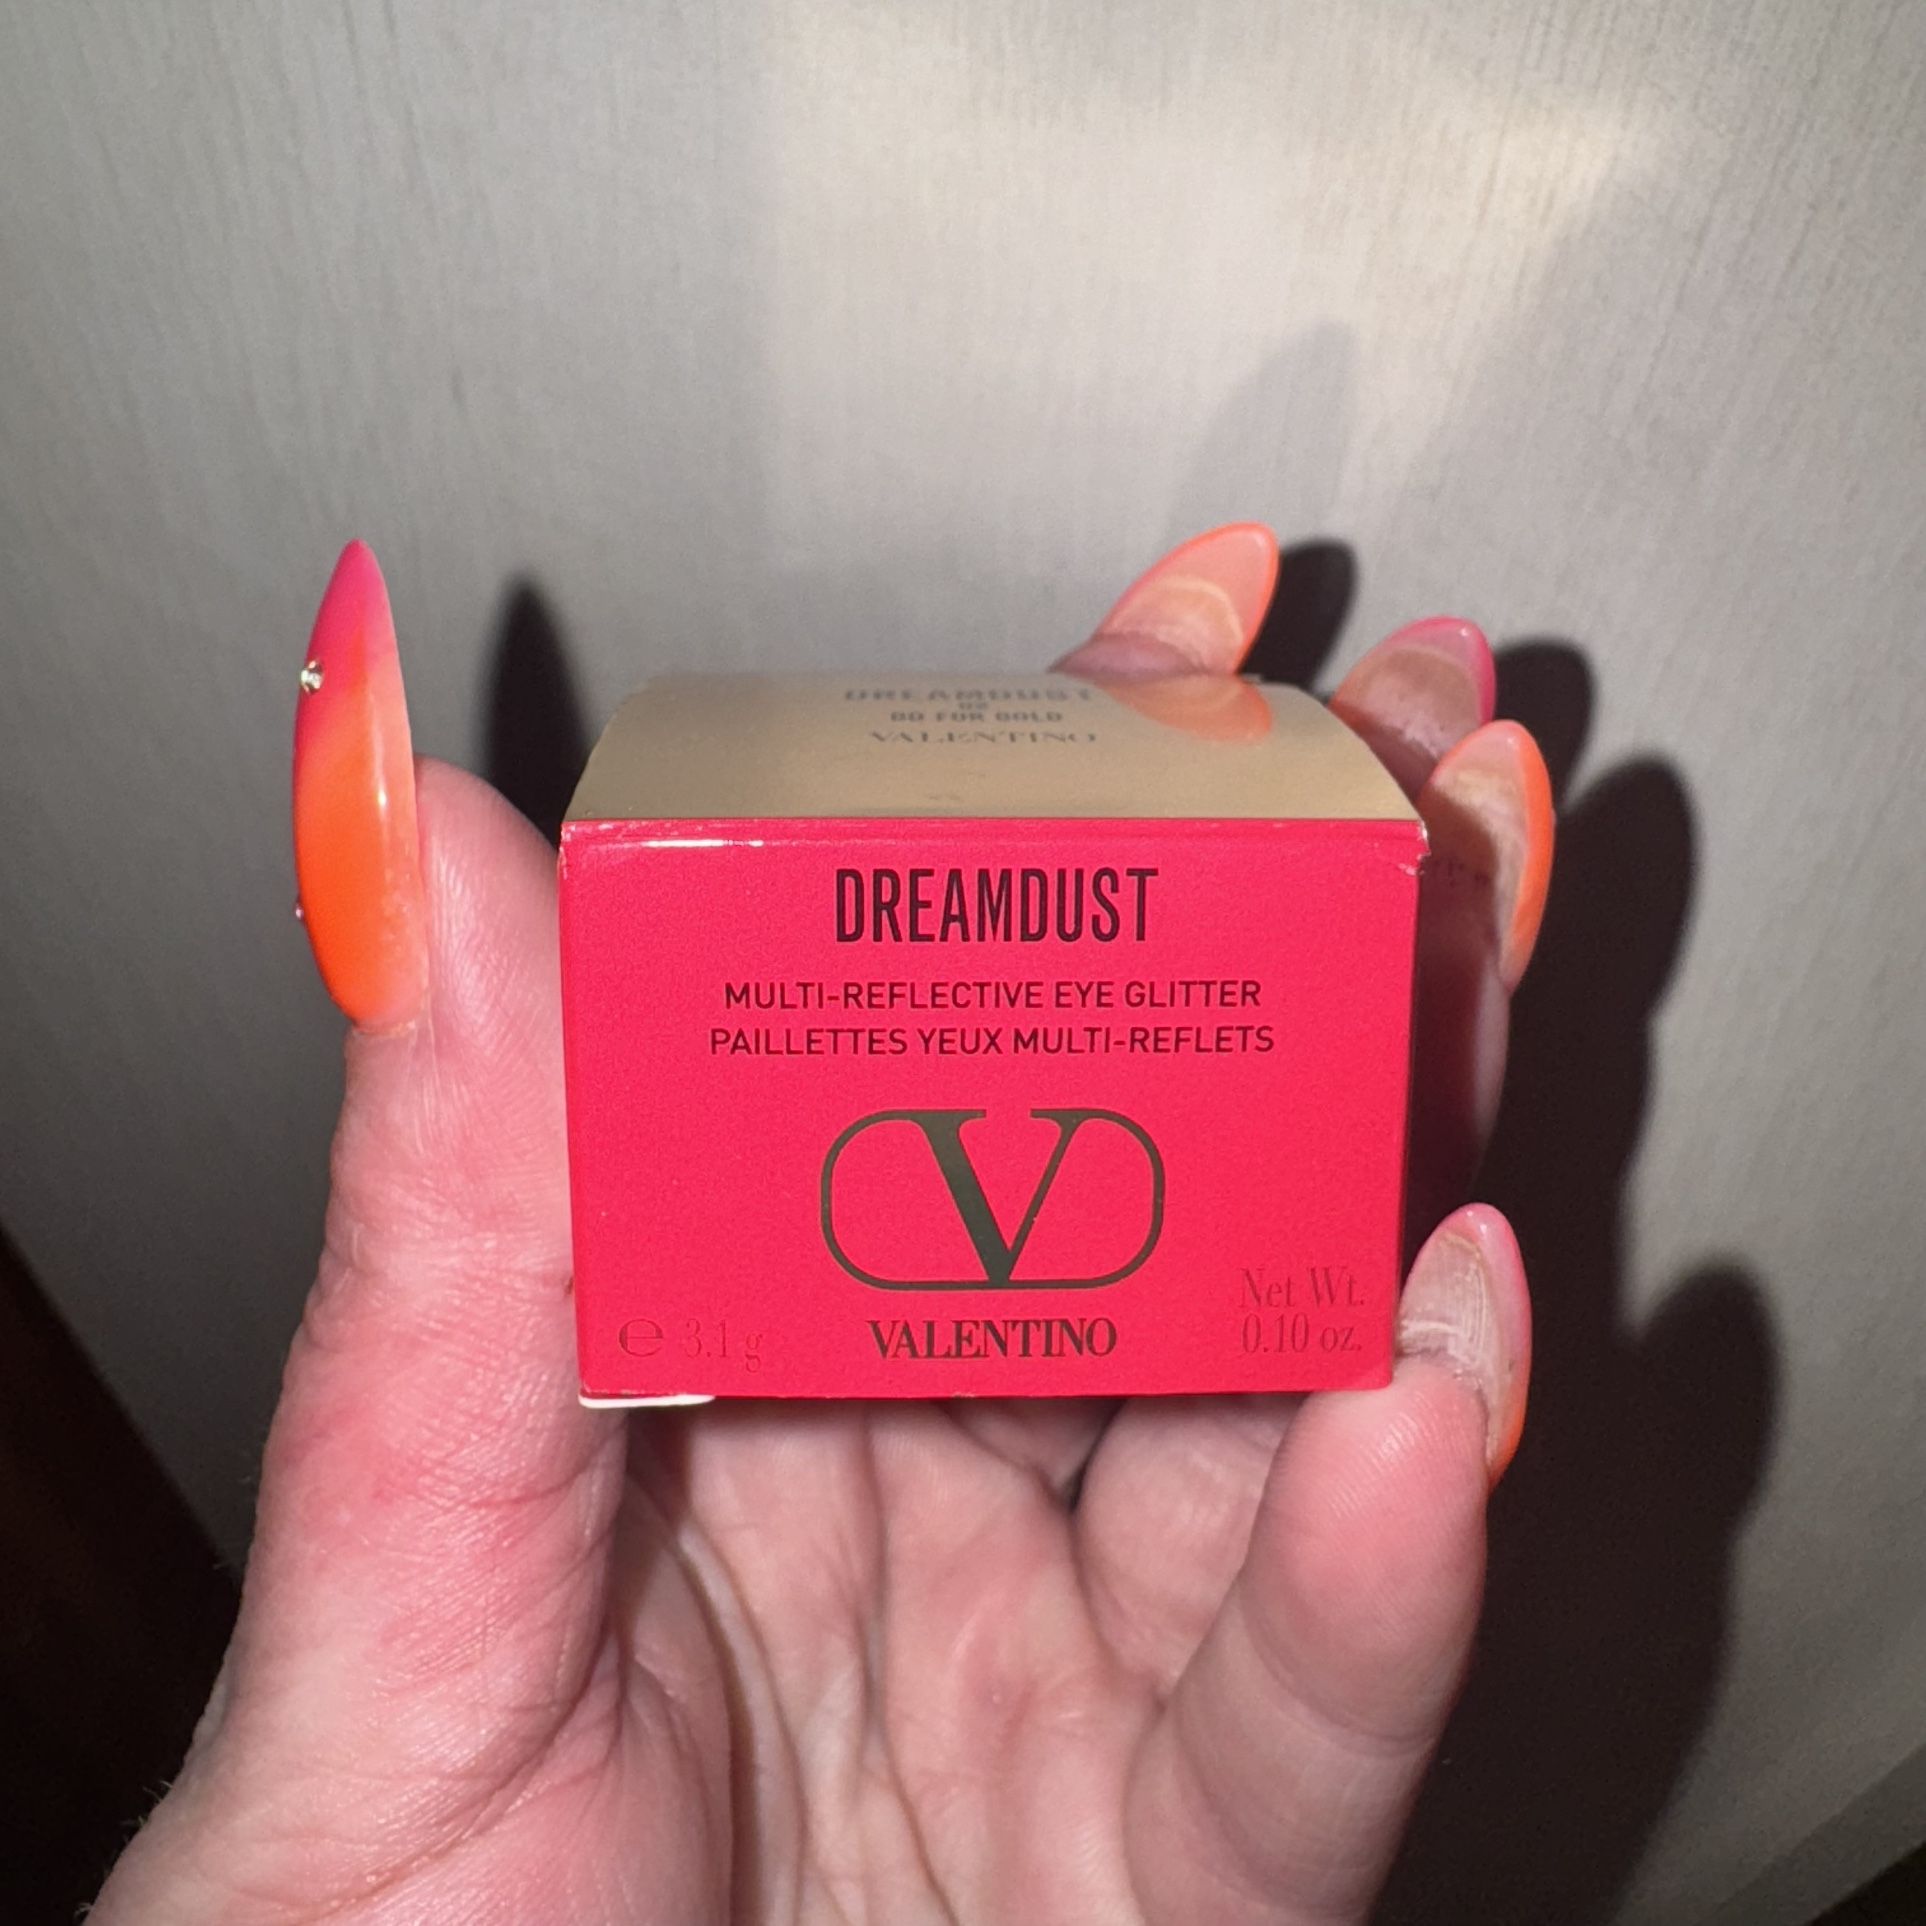 DREAMDUST
02
GO FOR GOLD
VALENTINO
DREAMDUST
MULTI-REFLECTIVE EYE GLITTER
PAILLETTES YEUX MULTI-REFLETS
V
VALENTINO
℮ 3.1 g
Net Wt.
0.10 oz.